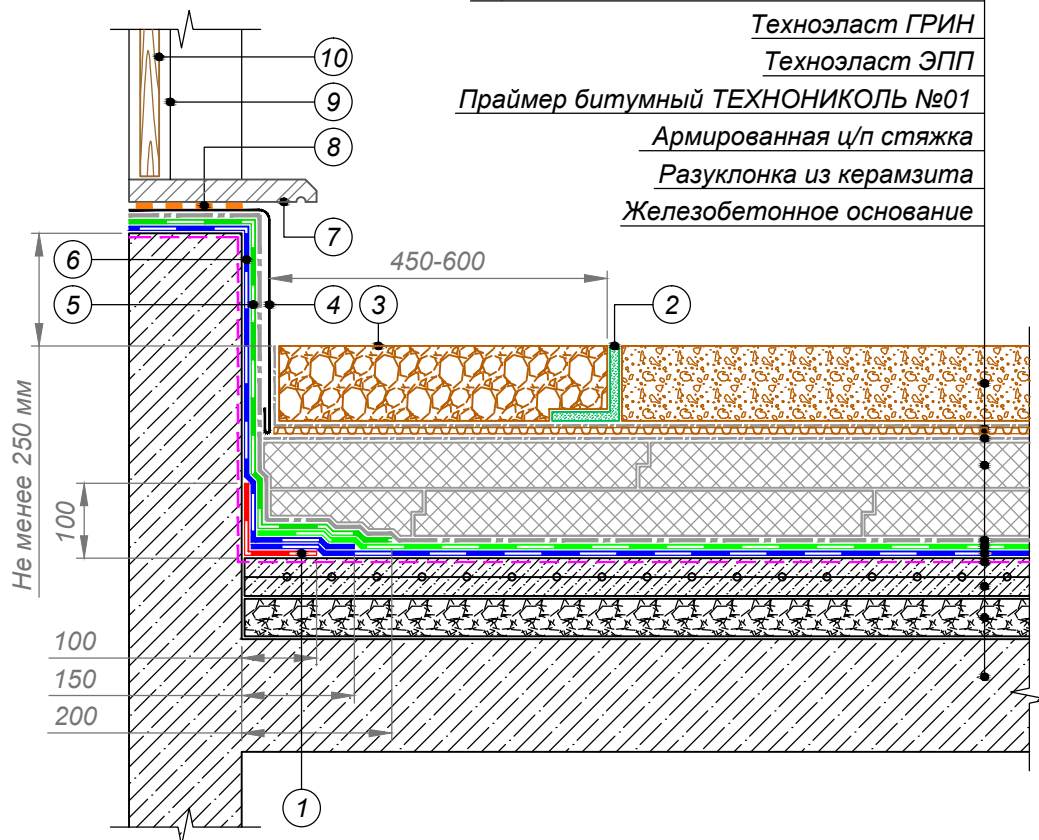 Техноэласт ГРИН
Техноэласт ЭПП
Праймер битумный ТЕХНОНИКОЛЬ №01
Армированная ц/п стяжка
Разуклонка из керамзита
Железобетонное основание
10
9
8
7
6
5
4
3
2
450-600
Не менее 250 мм
100
100
150
200
1